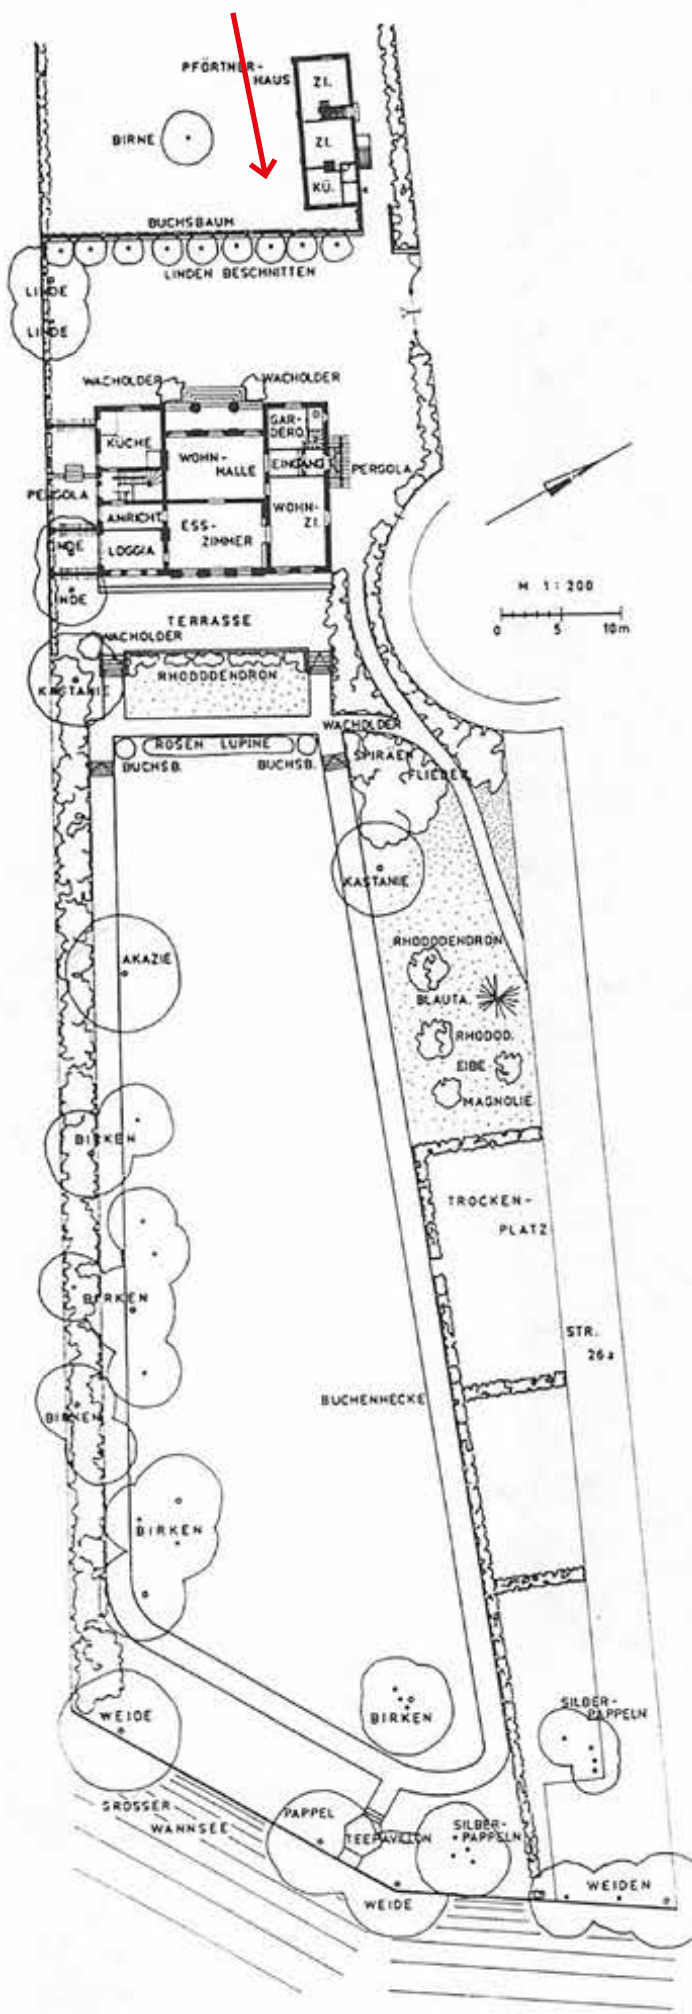 PFÖRTNER-
HAUS
ZI.
BIRNE
ZI.
KÜ.
BUCHSBAUM
LINDEN BESCHNITTEN
LINDE
LINDE
WACHOLDER
WACHOLDER
KÜCHE
WOHN-
HALLE
GAR-
DERO.
EINGANG
PERGOLA
PERGOLA
ANRICHT
ESS-
ZIMMER
WOHN-
ZI.
LOGGIA
NDE
NDE
M 1:200
0 5 10m
TERRASSE
WACHOLDER
KASTANIE
RHODODENDRON
WACHOLDER
ROSEN LUPINE
BUCHSB.
BUCHSB.
SPIRAEN
FLIEDER
KASTANIE
AKAZIE
RHODODENDRON
BLAUTA.
RHODOD.
EIBE
MAGNOLIE
BIRKEN
TROCKEN-
PLATZ
BIRKEN
STR.
26a
BUCHENHECKE
BIRKEN
BIRKEN
BIRKEN
SILBER-
PAPPELN
WEIDE
GROSSER
WANNSEE
PAPPEL
TEEPAVILLON
SILBER-
PAPPELN
WEIDE
WEIDEN